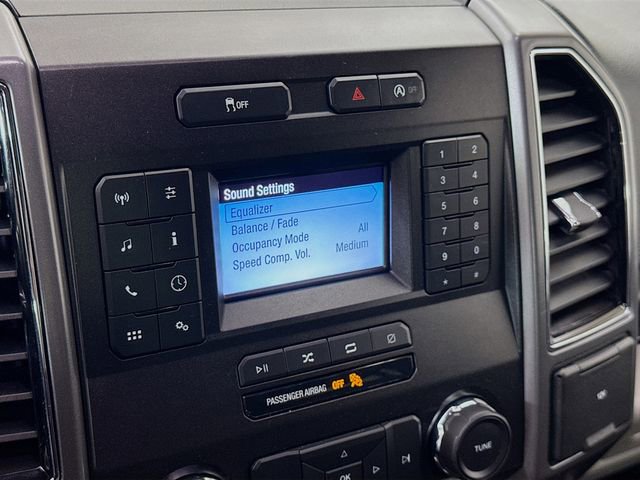 OFF
A OFF
Sound Settings
Equalizer
Balance / Fade
Occupancy Mode All
Speed Comp. Vol. Medium
1 2
3 4
5 6
7 8
9 0
* #
i
PASSENGER AIRBAG OFF
TUNE
OK